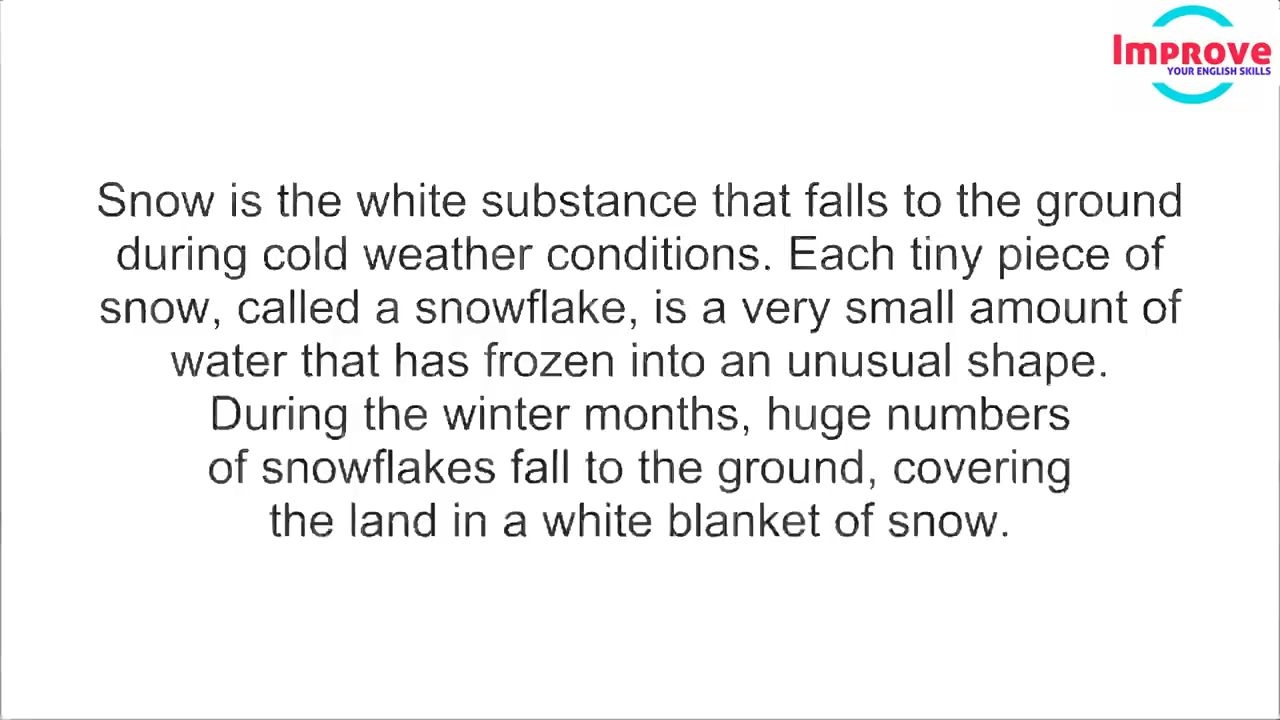 Improve
YOUR ENGLISH SKILLS
Snow is the white substance that falls to the ground
during cold weather conditions. Each tiny piece of
snow, called a snowflake, is a very small amount of
water that has frozen into an unusual shape.
During the winter months, huge numbers
of snowflakes fall to the ground, covering
the land in a white blanket of snow.